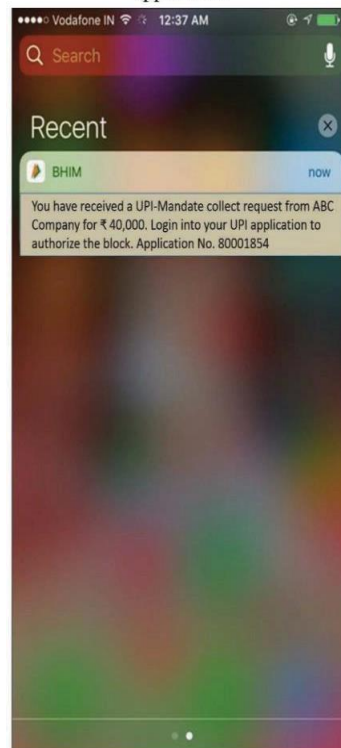 Vodafone IN 12:37 AM
Search
Recent
BHIM now
You have received a UPI-Mandate collect request from ABC
Company for ₹ 40,000. Login into your UPI application to
authorize the block. Application No. 80001854